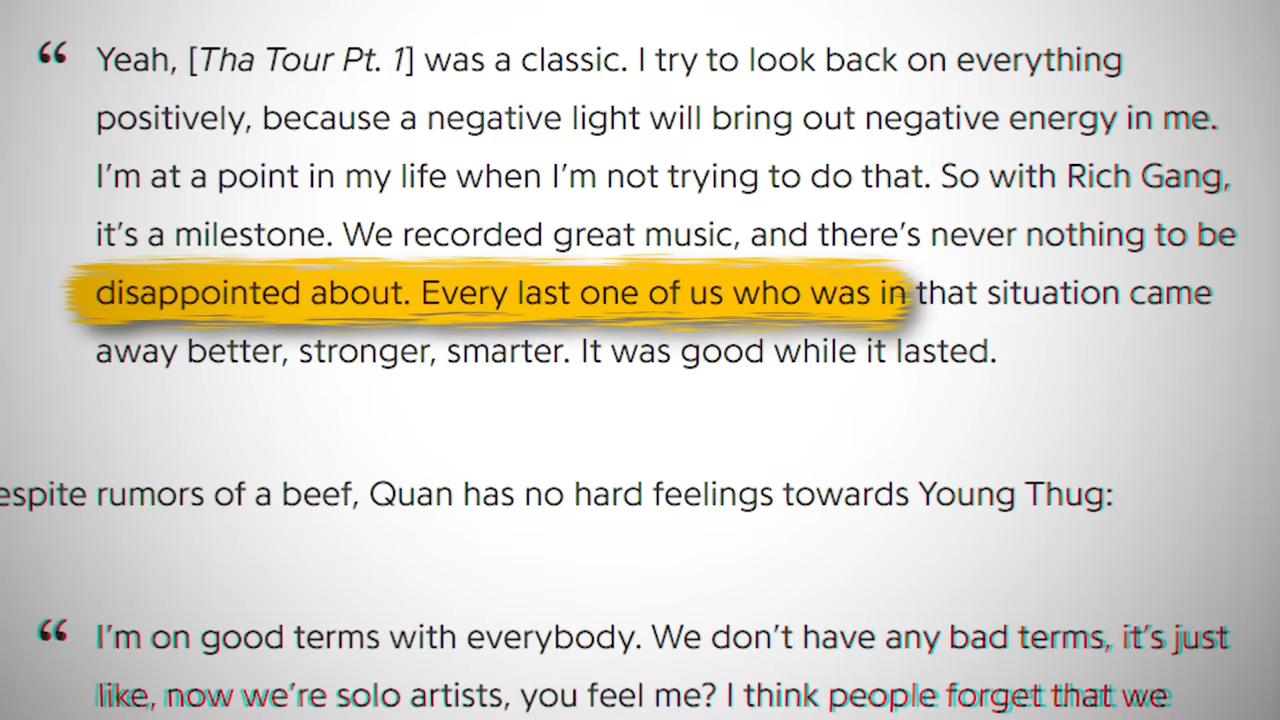 “ Yeah, [Tha Tour Pt. 1] was a classic. I try to look back on everything
positively, because a negative light will bring out negative energy in me.
I’m at a point in my life when I’m not trying to do that. So with Rich Gang,
it’s a milestone. We recorded great music, and there’s never nothing to be
disappointed about. Every last one of us who was in that situation came
away better, stronger, smarter. It was good while it lasted.
espite rumors of a beef, Quan has no hard feelings towards Young Thug:
“ I’m on good terms with everybody. We don’t have any bad terms, it’s just
like, now we’re solo artists, you feel me? I think people forget that we